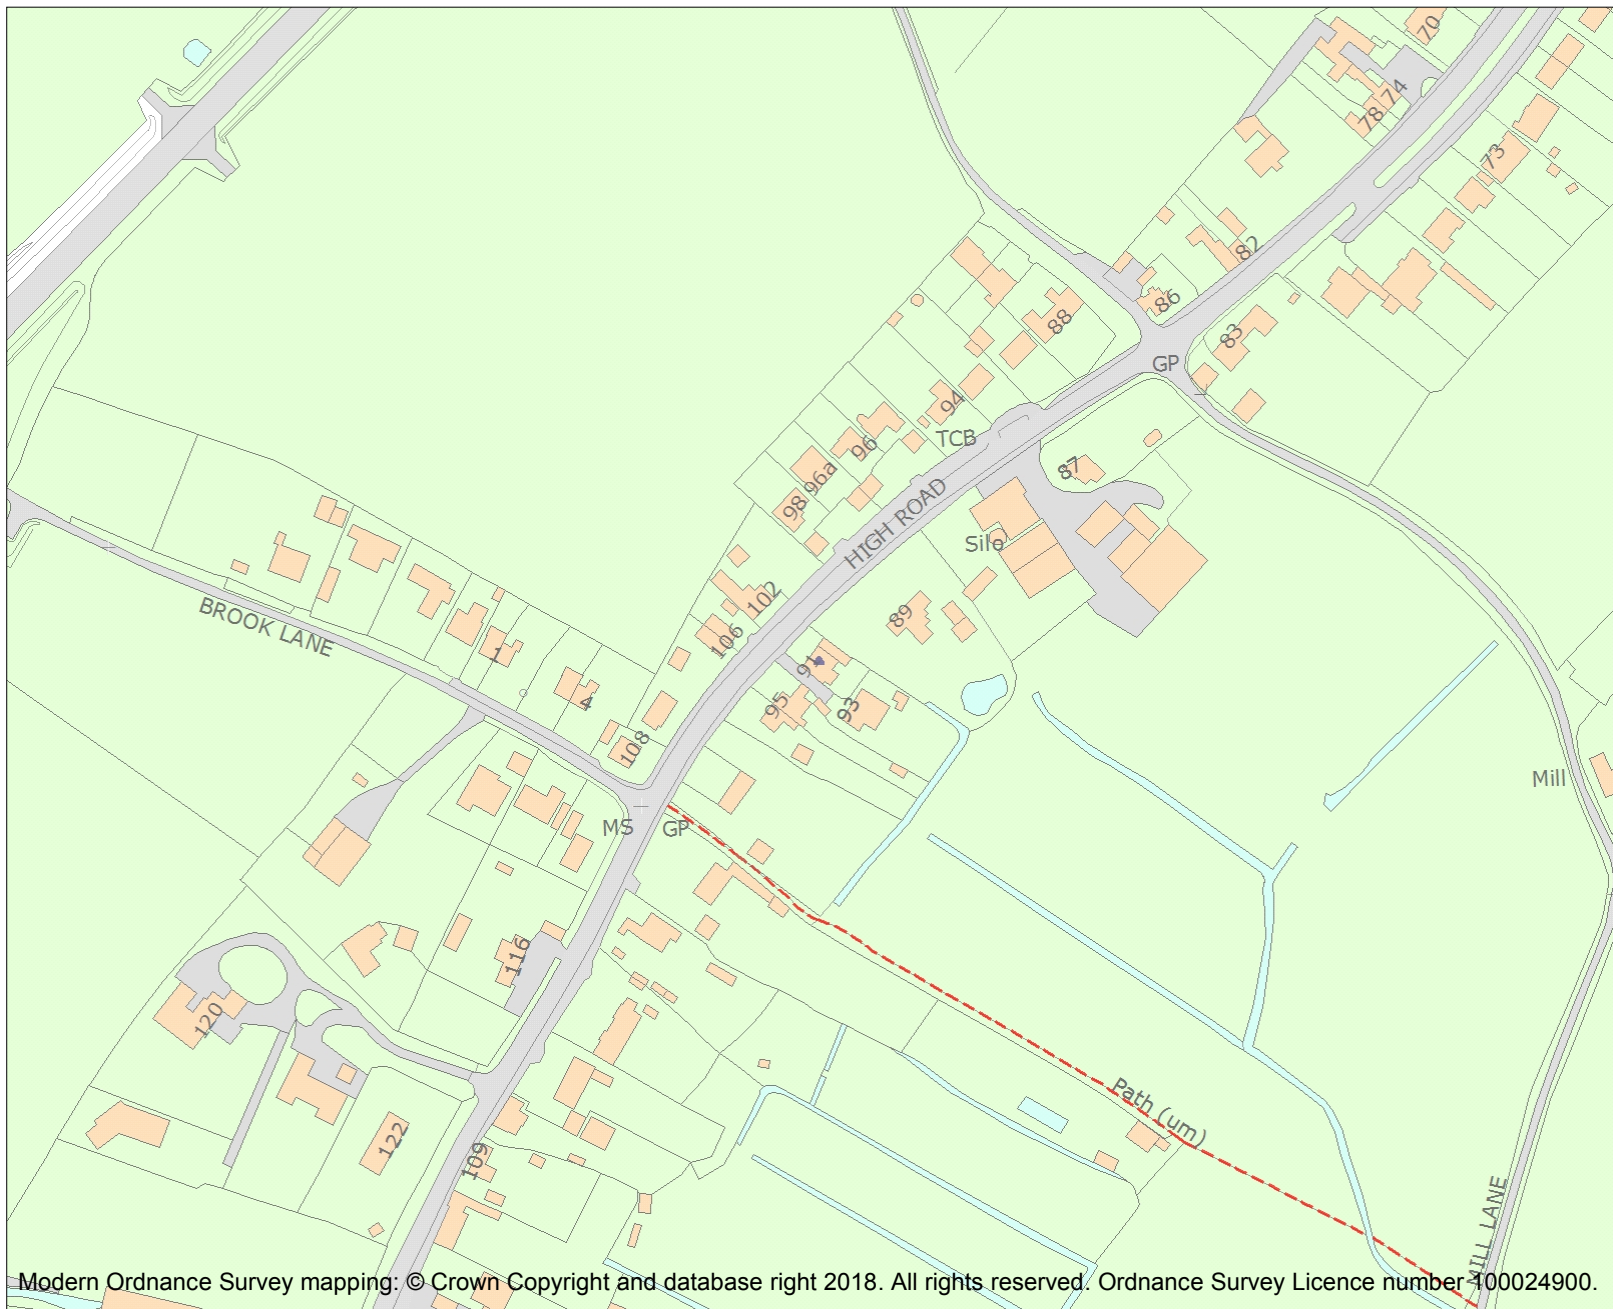 70
74
78
73
82
86
88
83
GP
94
TCB
96
96a
98
87
HIGH ROAD
Silo
102
89
106
BROOK LANE
1
91
4
95
93
108
Mill
MS
GP
116
120
Path (um)
122
109
MILL LANE
Modern Ordnance Survey mapping: © Crown Copyright and database right 2018. All rights reserved. Ordnance Survey Licence number 100024900.